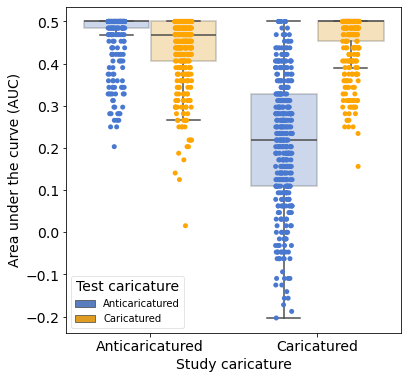 Area under the curve (AUC)
0.5
0.4
0.3
0.2
0.1
0.0
−0.1
−0.2
Test caricature
Anticaricatured
Caricatured
Anticaricatured Caricatured
Study caricature